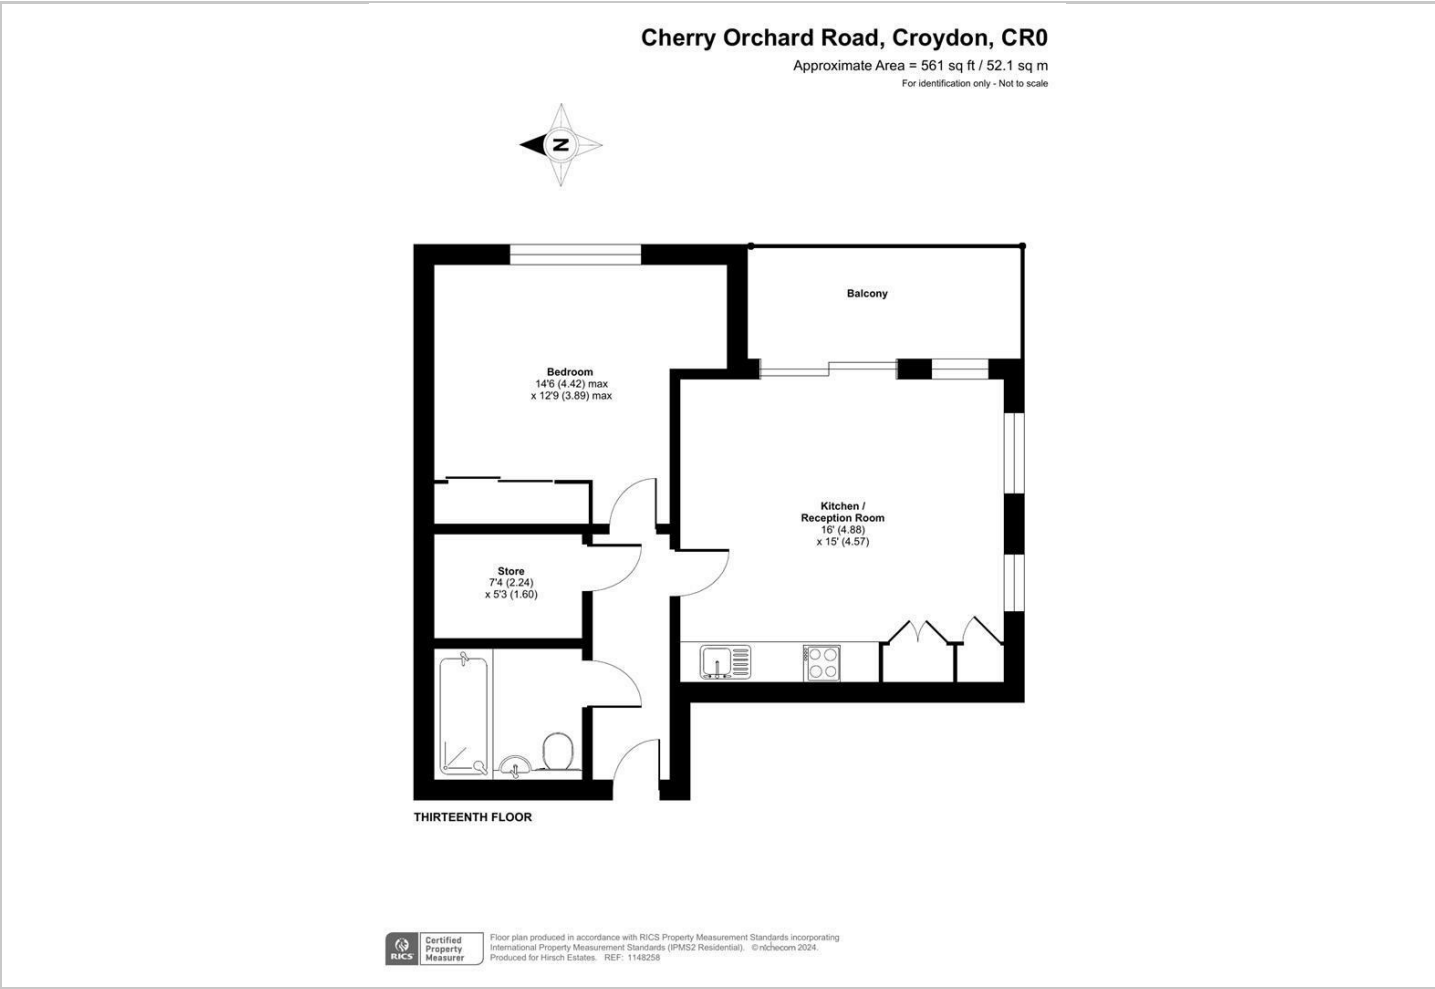 Cherry Orchard Road, Croydon, CR0
Approximate Area = 561 sq ft / 52.1 sq m
For identification only - Not to scale
N
Balcony
Bedroom
14'6 (4.42) max
x 12'9 (3.89) max
Kitchen /
Reception Room
16' (4.88)
x 15' (4.57)
Store
7'4 (2.24)
x 5'3 (1.60)
THIRTEENTH FLOOR
RICS
Certified
Property
Measurer
Floor plan produced in accordance with RICS Property Measurement Standards incorporating
International Property Measurement Standards (IPMS2 Residential). © nichecom 2024.
Produced for Hirsch Estates. REF: 1148258